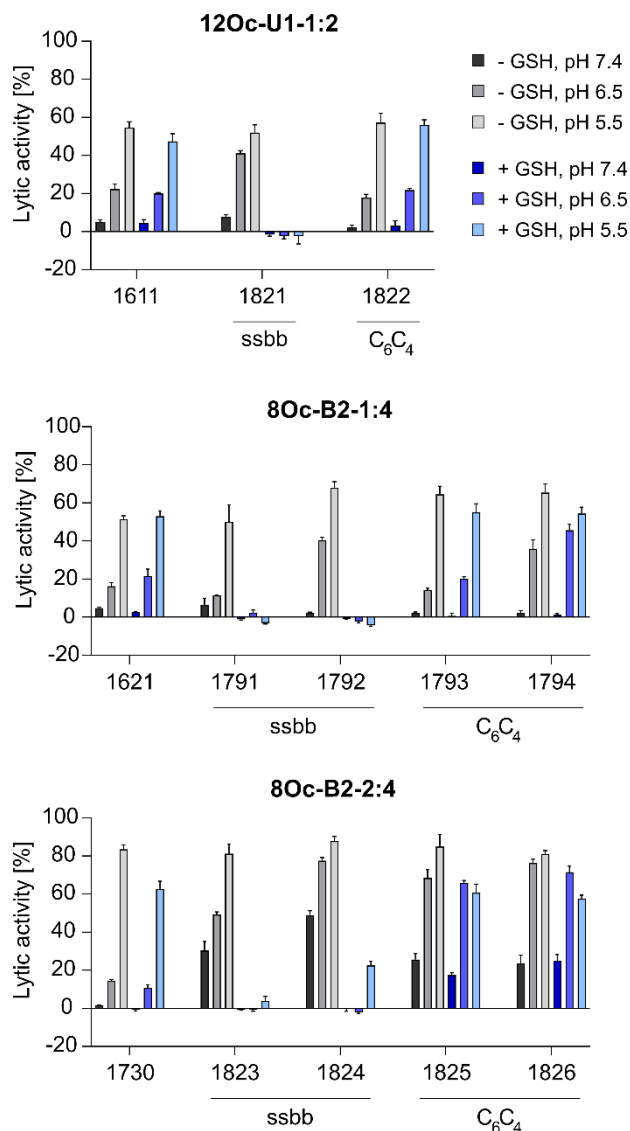 12Oc-U1-1:2
Lytic activity [%]
100
80
60
40
20
0
-20
1611 1821 1822
ssbb C₆C₄
- GSH, pH 7.4
- GSH, pH 6.5
- GSH, pH 5.5
+ GSH, pH 7.4
+ GSH, pH 6.5
+ GSH, pH 5.5
8Oc-B2-1:4
Lytic activity [%]
100
80
60
40
20
0
-20
1621 1791 1792 1793 1794
ssbb C₆C₄
8Oc-B2-2:4
Lytic activity [%]
100
80
60
40
20
0
-20
1730 1823 1824 1825 1826
ssbb C₆C₄